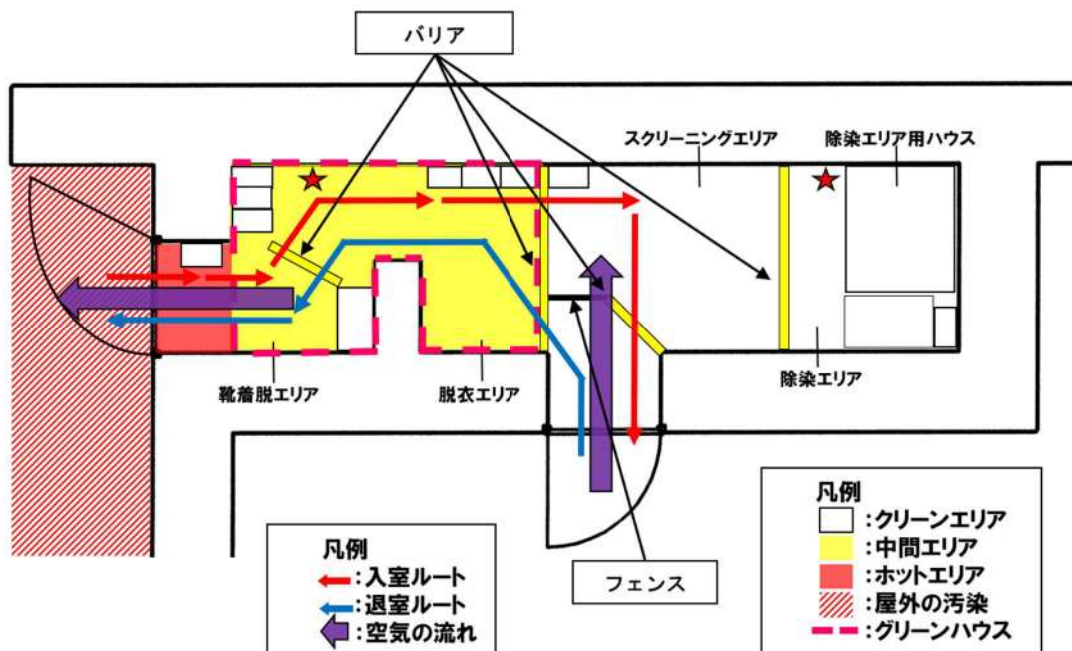 バリア
スクリーニングエリア
除染エリア用ハウス
靴着脱エリア
脱衣エリア
除染エリア
フェンス
凡例
:入室ルート
:退室ルート
:空気の流れ
凡例
:クリーンエリア
:中間エリア
:ホットエリア
:屋外の汚染
:グリーンハウス